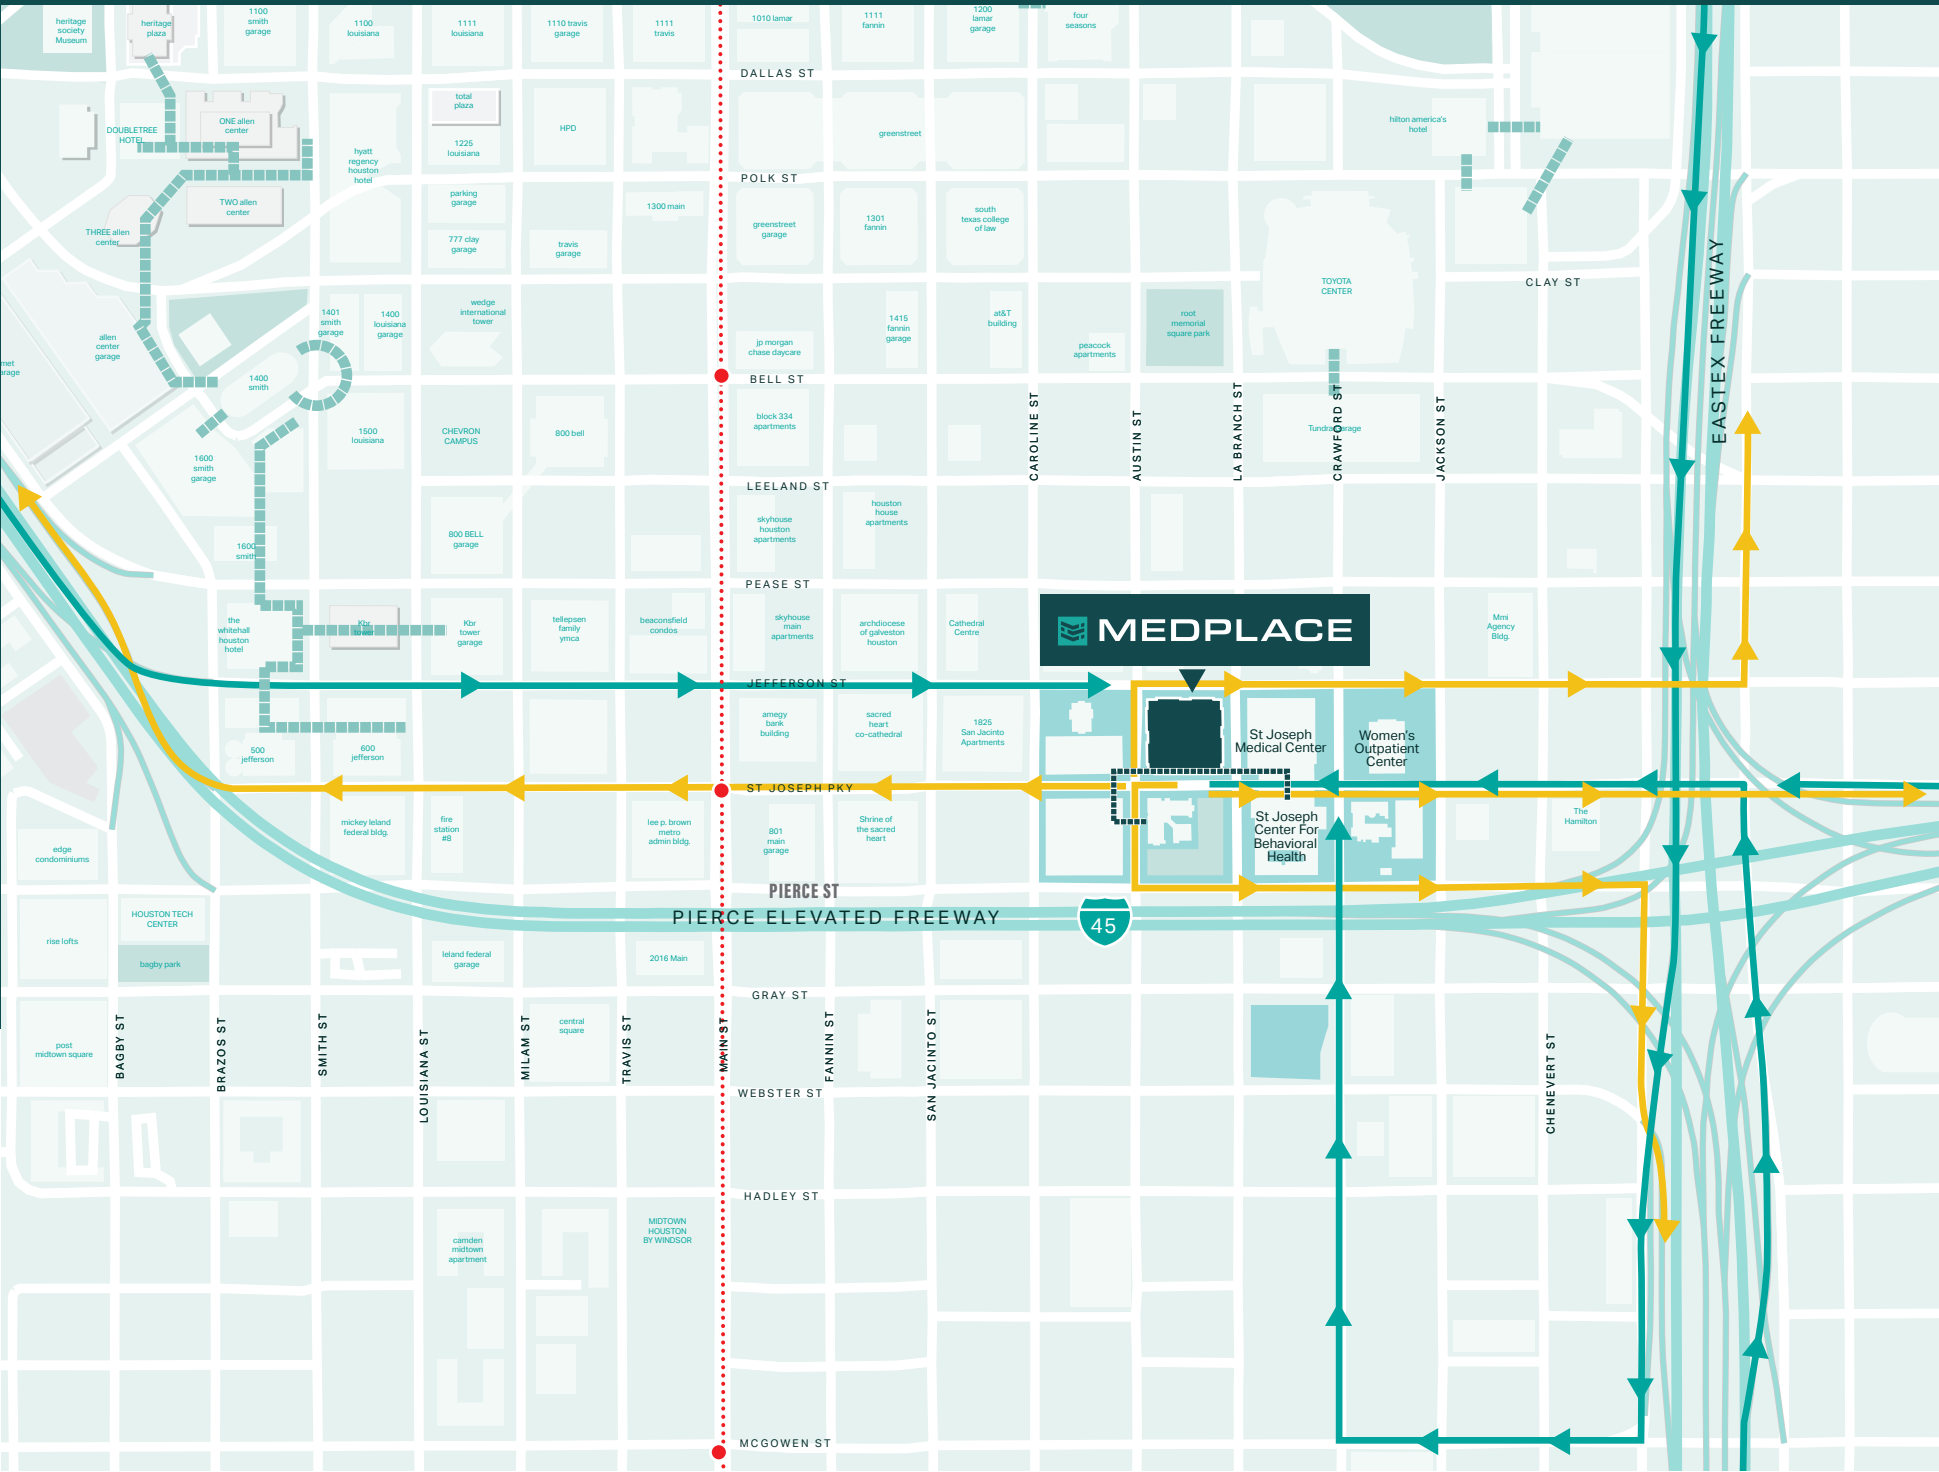 heritage
society
Museum
heritage
plaza
1100
smith
garage
1100
louisiana
1111
louisiana
1110 travis
garage
1111
travis
1010 lamar
1111
fannin
1200
lamar
garage
four
seasons
DALLAS ST
DOUBLETREE
HOTEL
ONE allen
center
total
plaza
1225
louisiana
HPD
greenstreet
hilton america's
hotel
hyatt
regency
houston
hotel
POLK ST
TWO allen
center
THREE allen
center
parking
garage
777 clay
garage
1300 main
travis
garage
greenstreet
garage
1301
fannin
south
texas college
of law
EASTEX FREEWAY
CLAY ST
TOYOTA
CENTER
allen
center
garage
met
arage
1401
smith
garage
1400
louisiana
garage
wedge
international
tower
jp morgan
chase daycare
1415
fannin
garage
at&T
building
peacock
apartments
root
memorial
square park
1400
smith
BELL ST
1500
louisiana
CHEVRON
CAMPUS
800 bell
block 334
apartments
CAROLINE ST
AUSTIN ST
LA BRANCH ST
CRAWFORD ST
JACKSON ST
Tundra garage
1600
smith
garage
LEELAND ST
1600
smith
800 BELL
garage
skyhouse
houston
apartments
houston
house
apartments
PEASE ST
the
whitehall
houston
hotel
Kbr
tower
Kbr
tower
garage
tellepsen
family
ymca
beaconsfield
condos
skyhouse
main
apartments
archdiocese
of galveston
houston
Cathedral
Centre
MEDPLACE
Mmi
Agency
Bldg.
JEFFERSON ST
500
jefferson
600
jefferson
amegy
bank
building
sacred
heart
co-cathedral
1825
San Jacinto
Apartments
St Joseph
Medical Center
Women's
Outpatient
Center
ST JOSEPH PKY
edge
condominiums
mickey leland
federal bldg.
fire
station
#8
lee p. brown
metro
admin bldg.
801
main
garage
Shrine of
the sacred
heart
St Joseph
Center For
Behavioral
Health
The
Hamilton
PIERCE ST
PIERCE ELEVATED FREEWAY
45
HOUSTON TECH
CENTER
rise lofts
bagby park
leland federal
garage
2016 Main
GRAY ST
post
midtown square
BAGBY ST
BRAZOS ST
SMITH ST
LOUISIANA ST
MILAM ST
central
square
TRAVIS ST
MAIN ST
FANNIN ST
SAN JACINTO ST
CHENEVERT ST
WEBSTER ST
HADLEY ST
camden
midtown
apartment
MIDTOWN
HOUSTON
BY WINDSOR
MCGOWEN ST